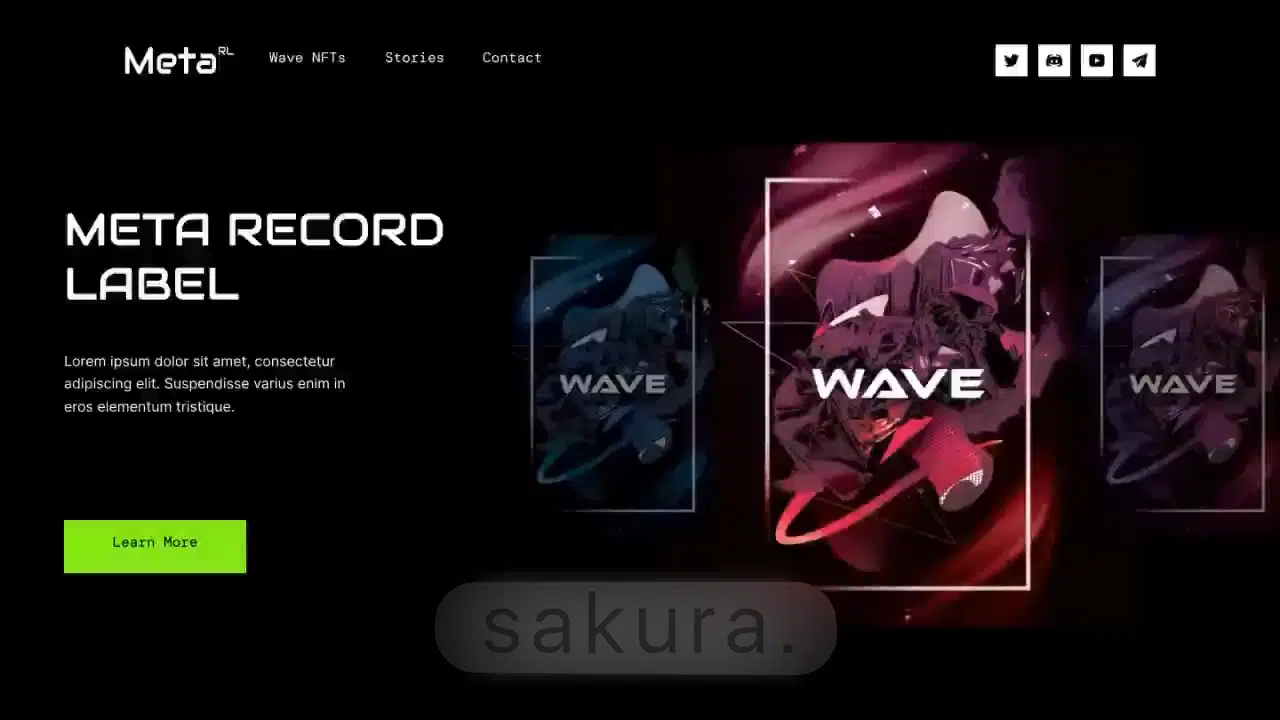 Meta RL
Wave NFTs
Stories
Contact
META RECORD
LABEL
Lorem ipsum dolor sit amet, consectetur
adipiscing elit. Suspendisse varius enim in
eros elementum tristique.
WAVE
WAVE
WAVE
Learn More
sakura.